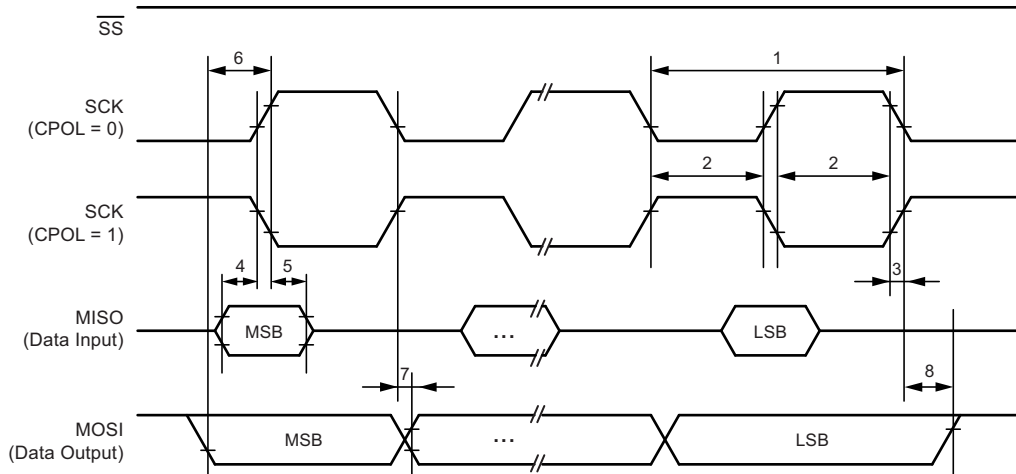 SS
6
1
SCK
(CPOL = 0)
2
2
SCK
(CPOL = 1)
4
5
3
MISO
(Data Input)
MSB
...
LSB
7
8
MOSI
(Data Output)
MSB
...
LSB